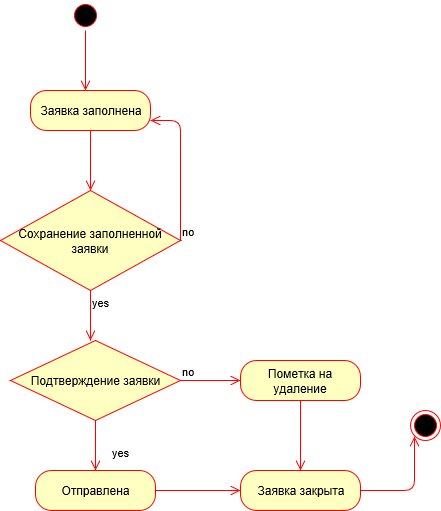 Заявка заполнена
Сохранение заполненной
заявки
no
yes
Подтверждение заявки
no
Пометка на
удаление
yes
Отправлена
Заявка закрыта